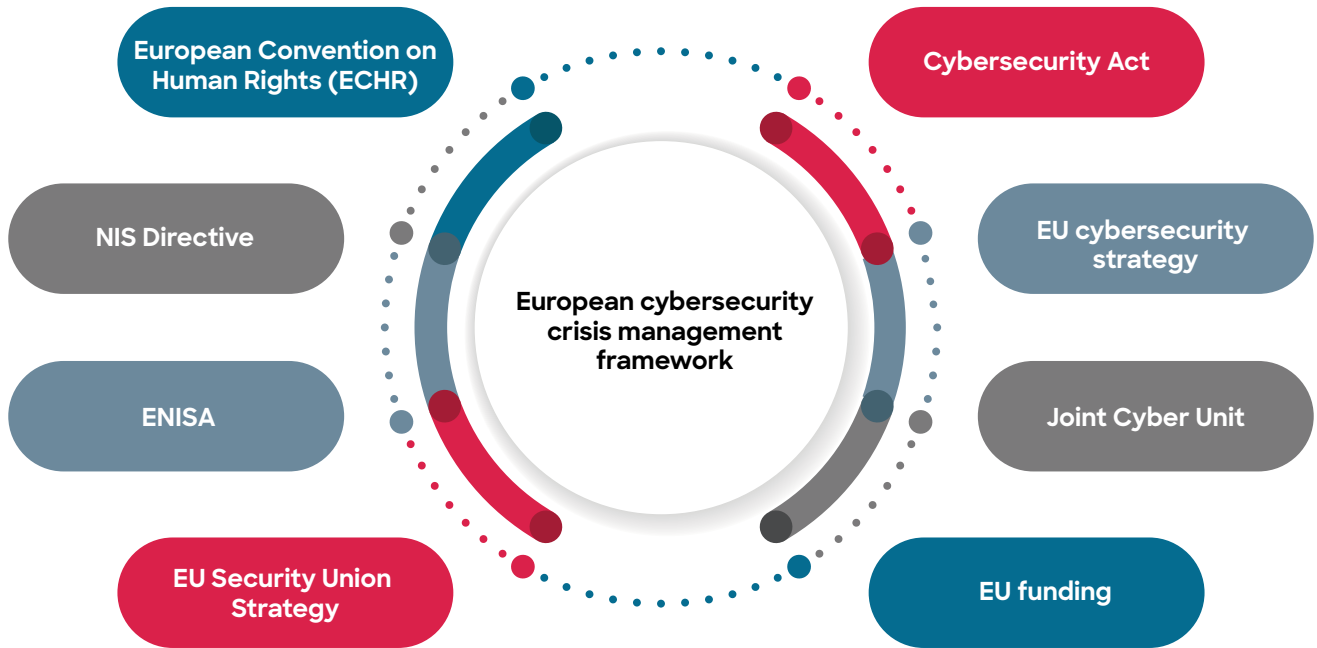 European Convention on
Human Rights (ECHR)
Cybersecurity Act
NIS Directive
EU cybersecurity
strategy
European cybersecurity
crisis management
framework
ENISA
Joint Cyber Unit
EU Security Union
Strategy
EU funding